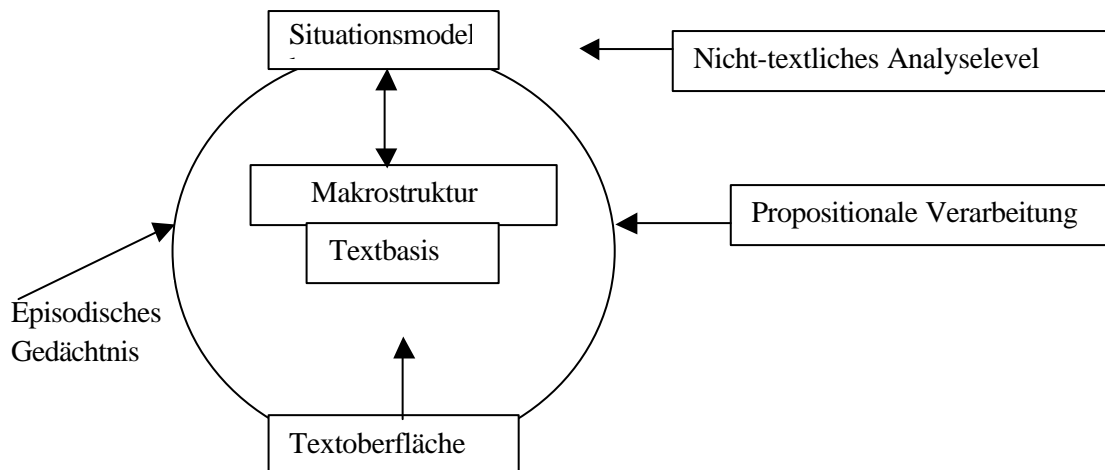 Situationsmodel
Nicht-textliches Analyselevel
Makrostruktur
Propositionale Verarbeitung
Textbasis
Episodisches
Gedächtnis
Textoberfläche